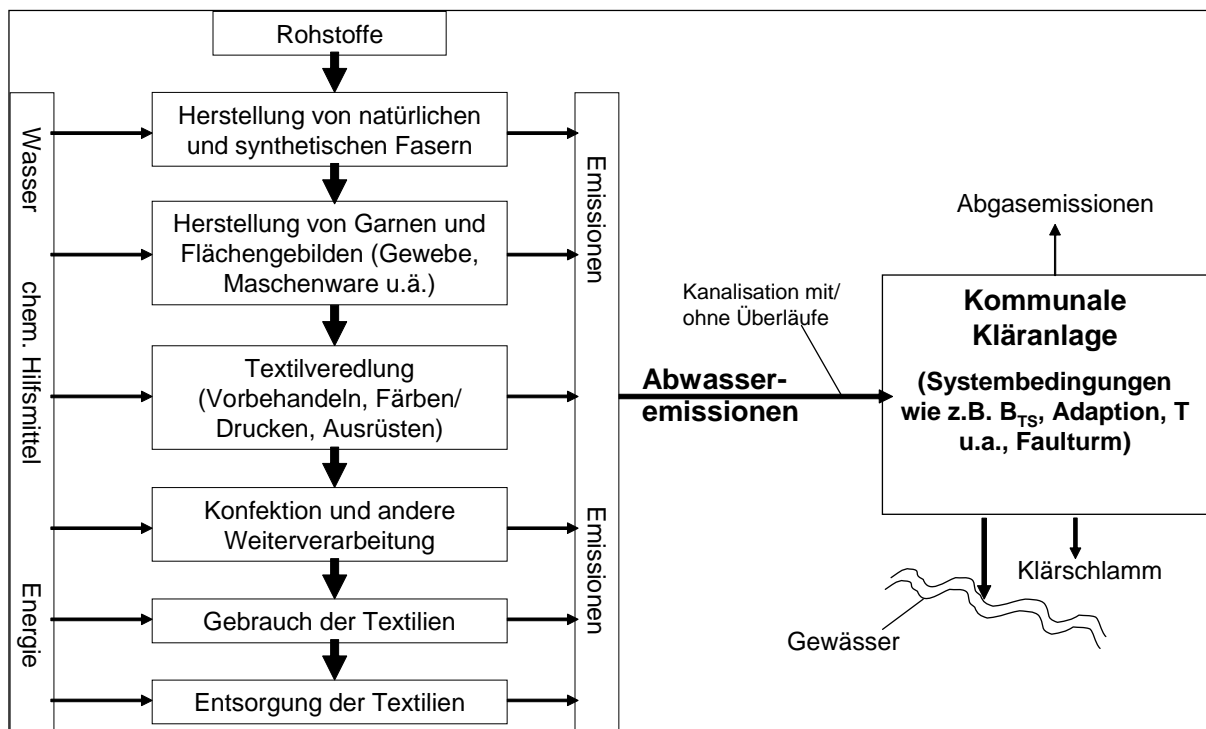 Rohstoffe
Wasser
chem. Hilfsmittel
Energie
Herstellung von natürlichen
und synthetischen Fasern
Herstellung von Garnen und
Flächengebilden (Gewebe,
Maschenware u.ä.)
Textilveredlung
(Vorbehandeln, Färben/
Drucken, Ausrüsten)
Konfektion und andere
Weiterverarbeitung
Gebrauch der Textilien
Entsorgung der Textilien
Emissionen
Emissionen
Abwasser-
emissionen
Kanalisation mit/
ohne Überläufe
Abgasemissionen
Kommunale
Kläranlage
(Systembedingungen
wie z.B. B_TS, Adaption, T
u.a., Faulturm)
Klärschlamm
Gewässer